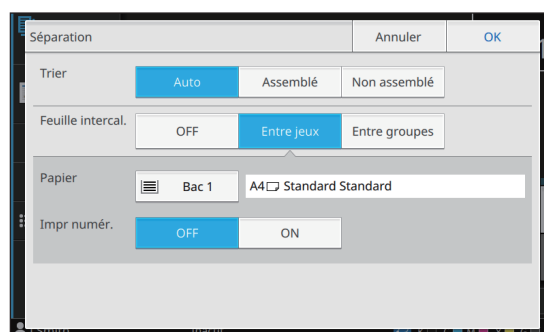 Séparation Annuler OK
Trier Auto Assemblé Non assemblé
Feuille intercal. OFF Entre jeux Entre groupes
Papier Bac 1 A4 Standard Standard
Impr numér. OFF ON